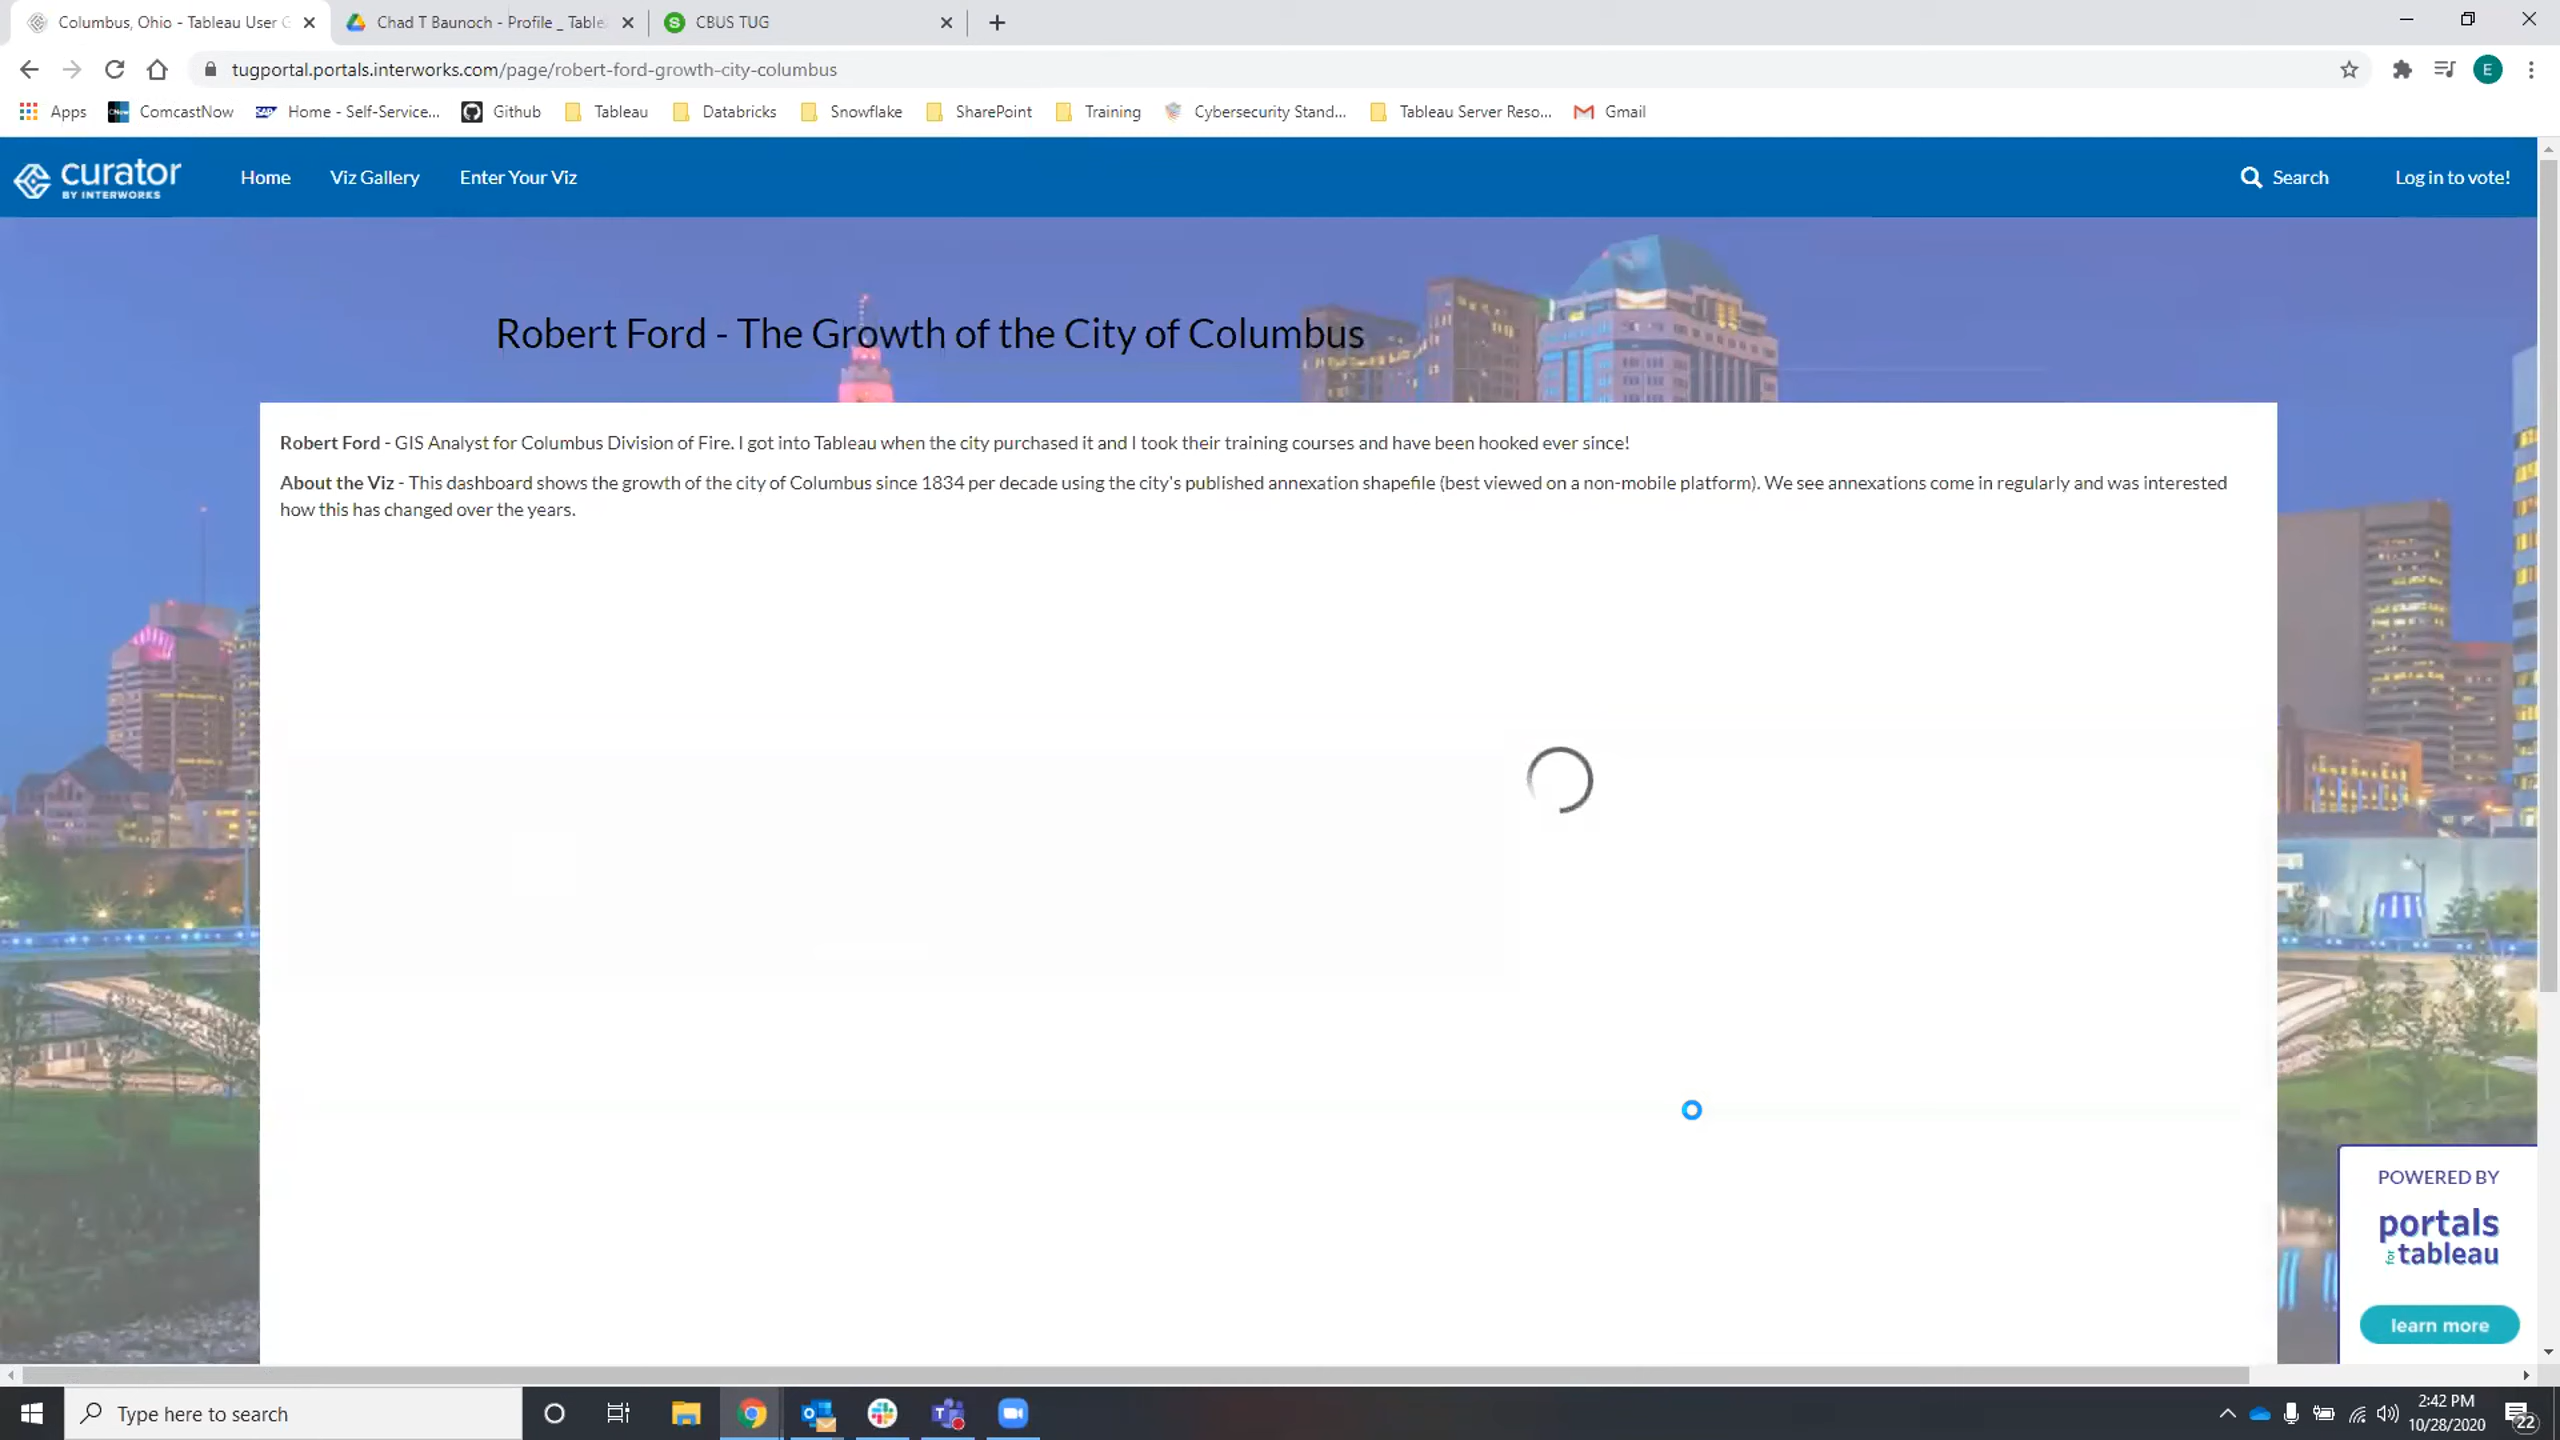 Columbus, Ohio - Tableau User G
Chad T Baunoch - Profile _ Table
CBUS TUG
tugportal.portals.interworks.com/page/robert-ford-growth-city-columbus
E
Apps
ComcastNow
Home - Self-Service...
Github
Tableau
Databricks
Snowflake
SharePoint
Training
Cybersecurity Stand...
Tableau Server Reso...
Gmail
curator
BY INTERWORKS
Home
Viz Gallery
Enter Your Viz
Search
Log in to vote!
Robert Ford - The Growth of the City of Columbus
Robert Ford - GIS Analyst for Columbus Division of Fire. I got into Tableau when the city purchased it and I took their training courses and have been hooked ever since!
About the Viz - This dashboard shows the growth of the city of Columbus since 1834 per decade using the city's published annexation shapefile (best viewed on a non-mobile platform). We see annexations come in regularly and was interested
how this has changed over the years.
POWERED BY
portals
for tableau
learn more
Type here to search
2:42 PM
10/28/2020
22